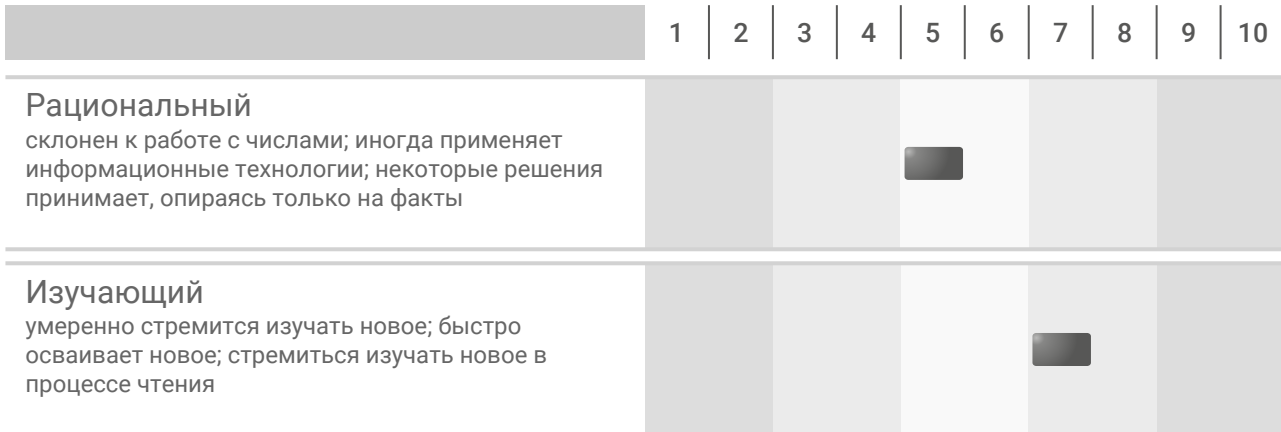 1 2 3 4 5 6 7 8 9 10
Рациональный
склонен к работе с числами; иногда применяет
информационные технологии; некоторые решения
принимает, опираясь только на факты
Изучающий
умеренно стремится изучать новое; быстро
осваивает новое; стремиться изучать новое в
процессе чтения